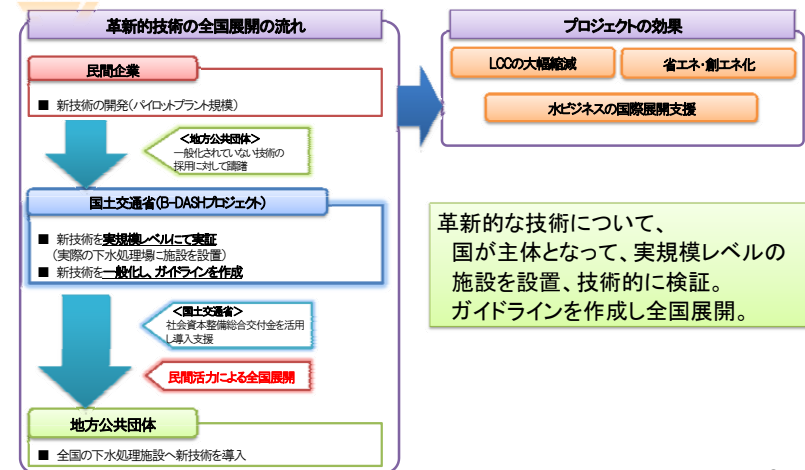 革新的技術の全国展開の流れ
民間企業
■ 新技術の開発(パイロットプラント規模)
<地方公共団体>
一般化されていない技術の
採用に対して躊躇
国土交通省(B-DASHプロジェクト)
■ 新技術を実規模レベルにて実証
(実際の下水処理場に施設を設置)
■ 新技術を一般化し、ガイドラインを作成
<国土交通省>
社会資本整備総合交付金を活用
し導入支援
民間活力による全国展開
地方公共団体
■ 全国の下水処理施設へ新技術を導入
プロジェクトの効果
LCCの大幅縮減
省エネ・創エネ化
水ビジネスの国際展開支援
革新的な技術について、
国が主体となって、実規模レベルの
施設を設置、技術的に検証。
ガイドラインを作成し全国展開。